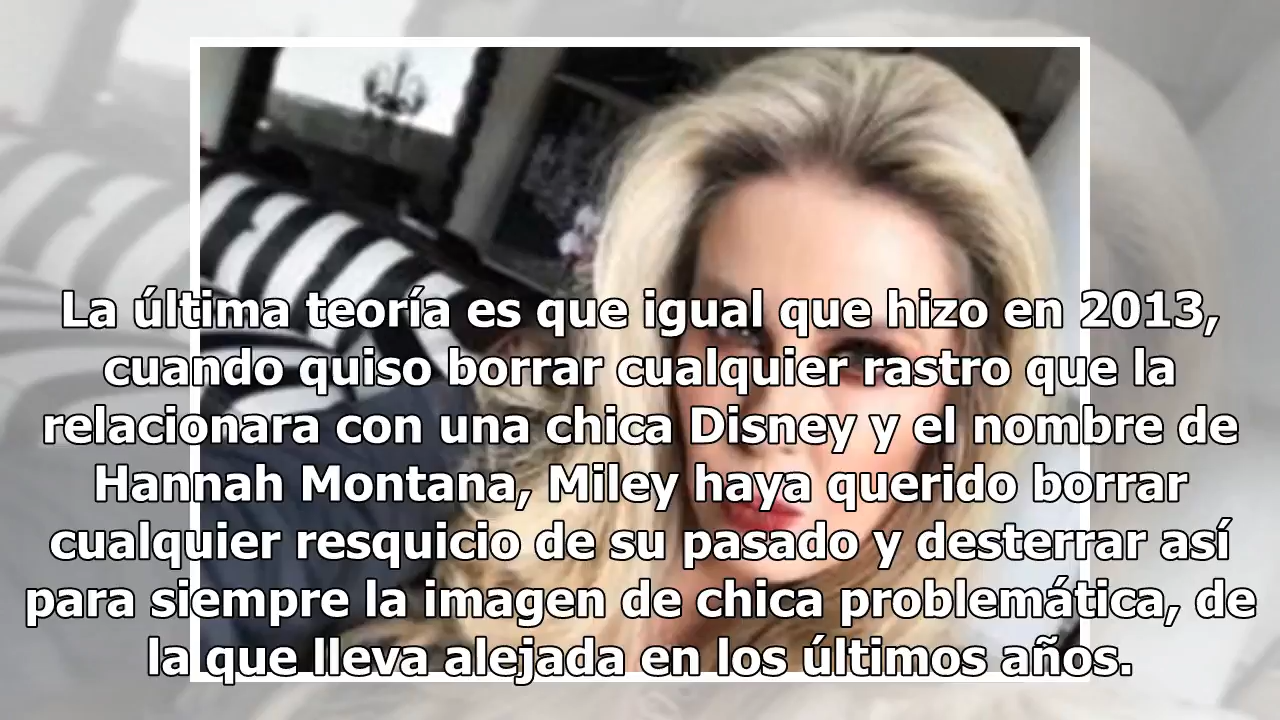 La última teoría es que igual que hizo en 2013,
cuando quiso borrar cualquier rastro que la
relacionara con una chica Disney y el nombre de
Hannah Montana, Miley haya querido borrar
cualquier resquicio de su pasado y desterrar así
para siempre la imagen de chica problemática, de
la que lleva alejada en los últimos años.